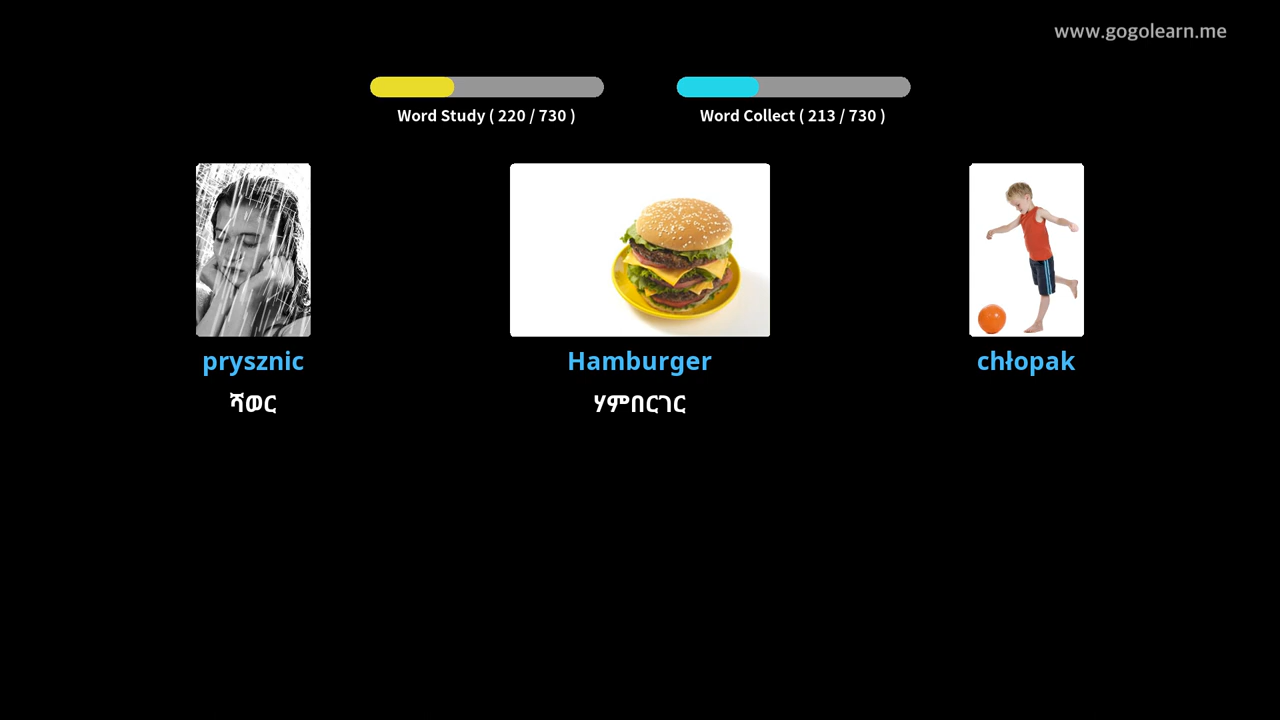 www.gogolearn.me
Word Study ( 220 / 730 )
Word Collect ( 213 / 730 )
prysznic
Hamburger
chłopak
ሻወር
ሃምበርገር